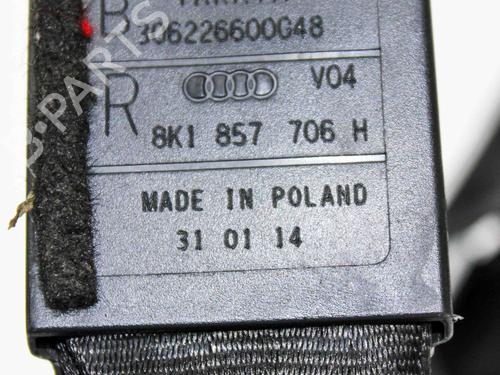 B
306226600G48
R V04
8K1 857 706 H
MADE IN POLAND
31 01 14
B-PARTS